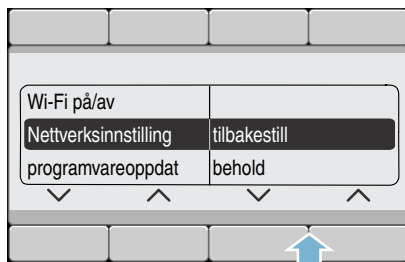 Wi-Fi på/av
Nettverksinnstilling tilbakestill
programvareoppdat behold